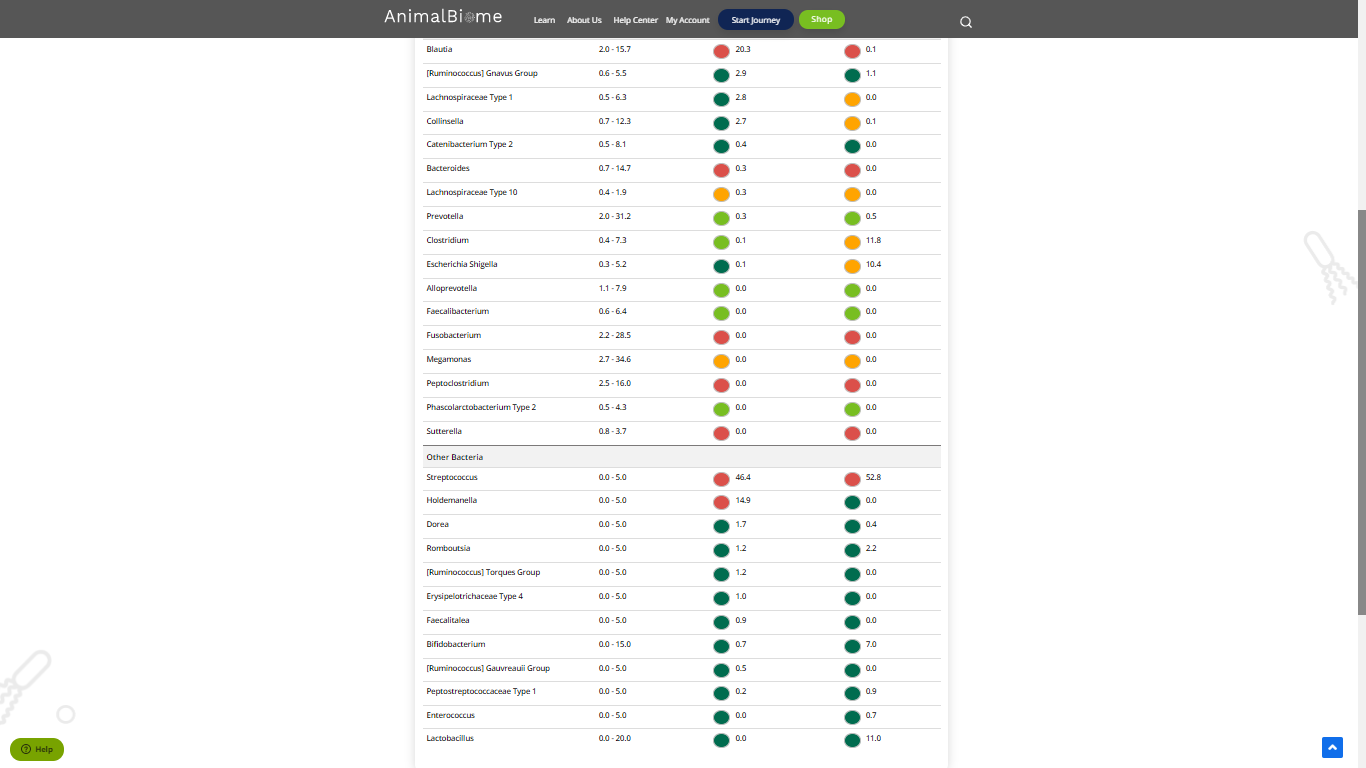 AnimalBiome Learn About Us Help Center My Account Start Journey Shop
Blautia 2.0 - 15.7 20.3 0.1
[Ruminococcus] Gnavus Group 0.6 - 5.5 2.9 1.1
Lachnospiraceae Type 1 0.5 - 6.3 2.8 0.0
Collinsella 0.7 - 12.3 2.7 0.1
Catenibacterium Type 2 0.5 - 8.1 0.4 0.0
Bacteroides 0.7 - 14.7 0.3 0.0
Lachnospiraceae Type 10 0.4 - 1.9 0.3 0.0
Prevotella 2.0 - 31.2 0.3 0.5
Clostridium 0.4 - 7.3 0.1 11.8
Escherichia Shigella 0.3 - 5.2 0.1 10.4
Alloprevotella 1.1 - 7.9 0.0 0.0
Faecalibacterium 0.6 - 6.4 0.0 0.0
Fusobacterium 2.2 - 28.5 0.0 0.0
Megamonas 2.7 - 34.6 0.0 0.0
Peptoclostridium 2.5 - 16.0 0.0 0.0
Phascolarctobacterium Type 2 0.5 - 4.3 0.0 0.0
Sutterella 0.8 - 3.7 0.0 0.0
Other Bacteria
Streptococcus 0.0 - 5.0 46.4 52.8
Holdemanella 0.0 - 5.0 14.9 0.0
Dorea 0.0 - 5.0 1.7 0.4
Romboutsia 0.0 - 5.0 1.2 2.2
[Ruminococcus] Torques Group 0.0 - 5.0 1.2 0.0
Erysipelotrichaceae Type 4 0.0 - 5.0 1.0 0.0
Faecalitalea 0.0 - 5.0 0.9 0.0
Bifidobacterium 0.0 - 15.0 0.7 7.0
[Ruminococcus] Gauvreauii Group 0.0 - 5.0 0.5 0.0
Peptostreptococcaceae Type 1 0.0 - 5.0 0.2 0.9
Enterococcus 0.0 - 5.0 0.0 0.7
Lactobacillus 0.0 - 20.0 0.0 11.0
Help